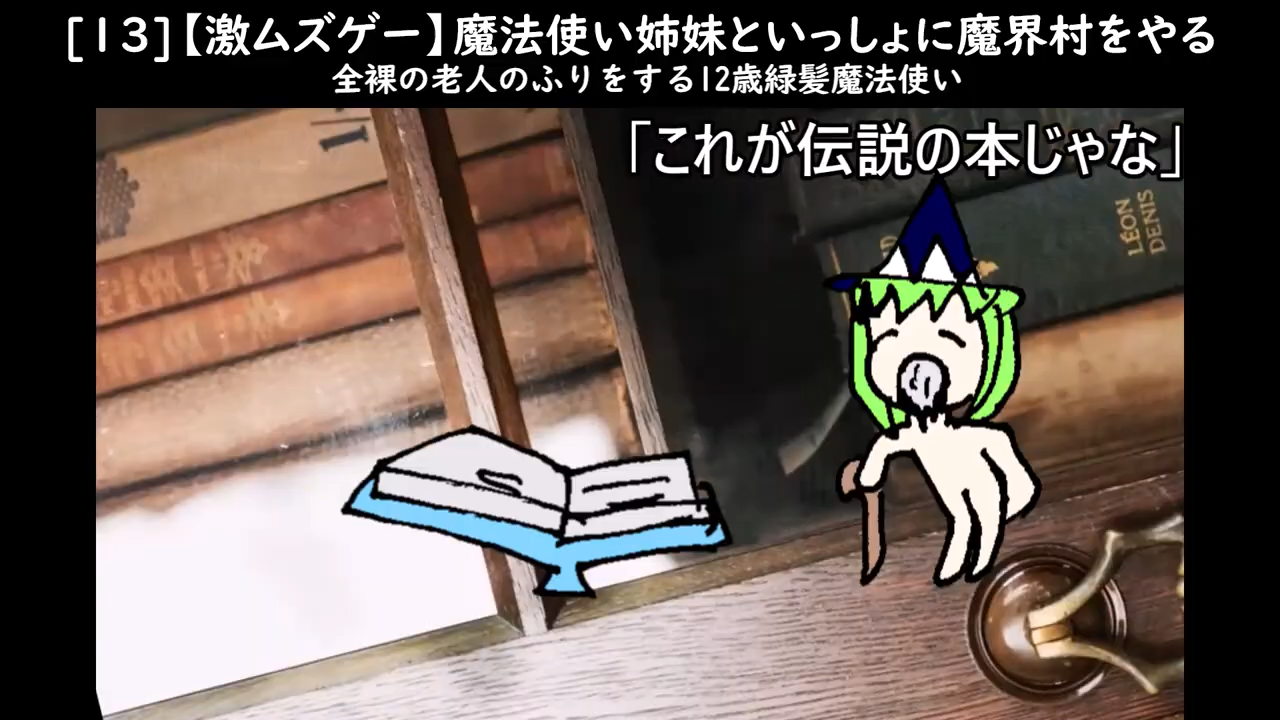 [13]【激ムズゲー】魔法使い姉妹といっしょに魔界村をやる
全裸の老人のふりをする12歳緑髪魔法使い
「これが伝説の本じゃな」
LÉON
DENIS